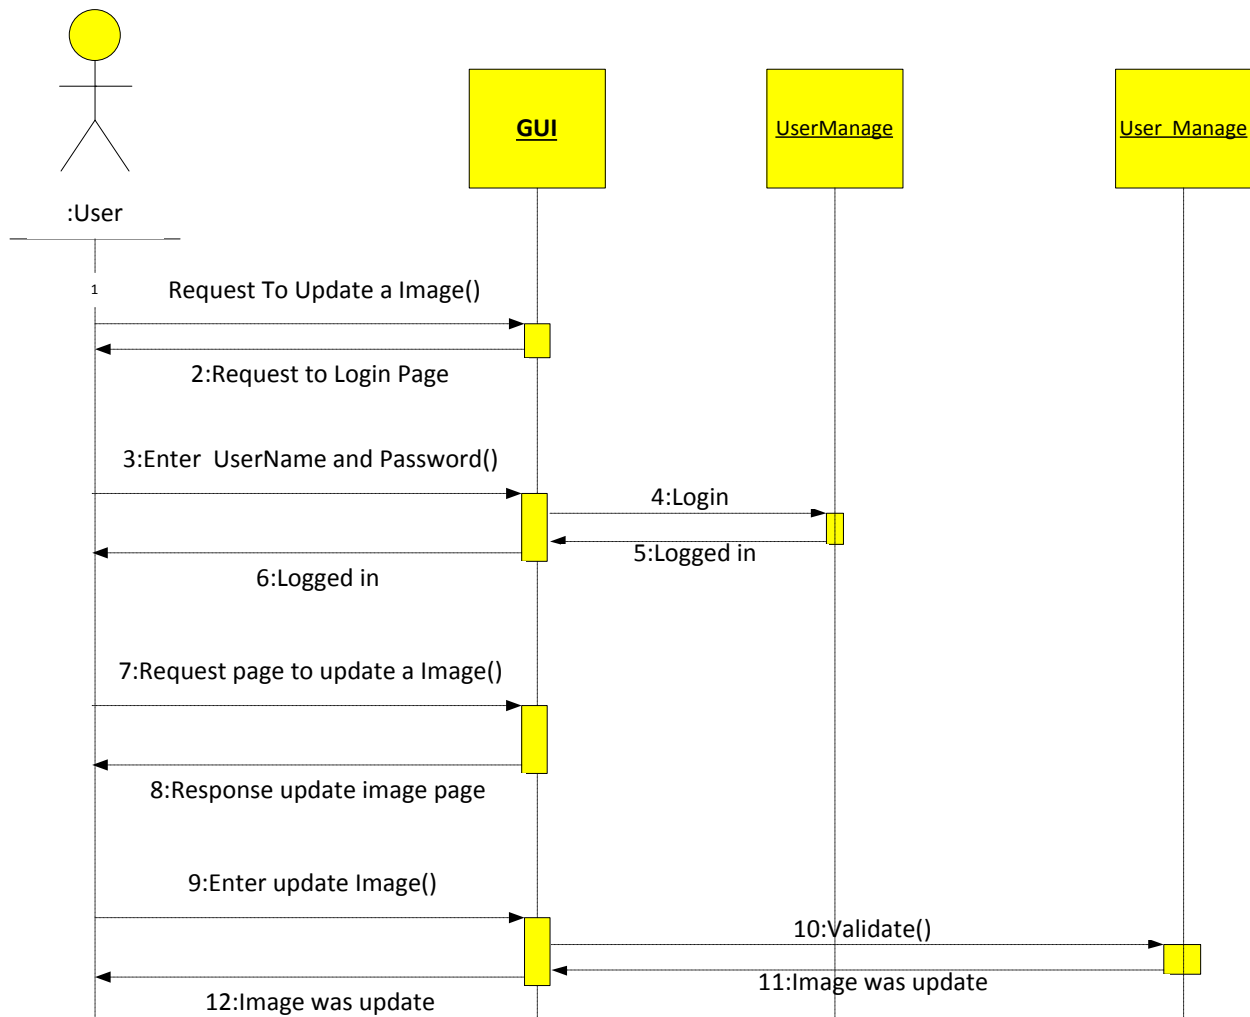 GUI
UserManage
User_Manage
:User
1
Request To Update a Image()
2:Request to Login Page
3:Enter UserName and Password()
4:Login
5:Logged in
6:Logged in
7:Request page to update a Image()
8:Response update image page
9:Enter update Image()
10:Validate()
11:Image was update
12:Image was update